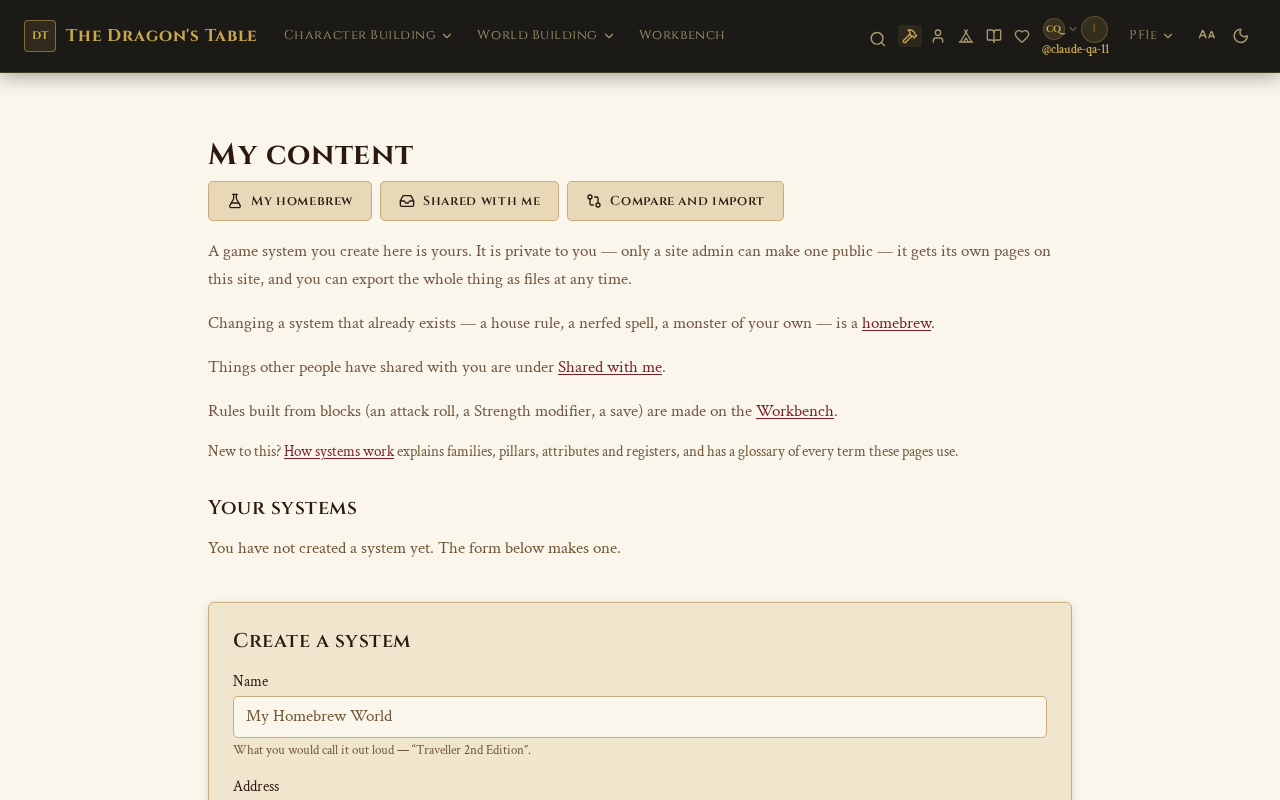 DT The Dragon's Table Character Building World Building Workbench CQ PF1e AA
@claude-qa-11
My content
My homebrew Shared with me Compare and import
A game system you create here is yours. It is private to you — only a site admin can make one public — it gets its own pages on
this site, and you can export the whole thing as files at any time.
Changing a system that already exists — a house rule, a nerfed spell, a monster of your own — is a homebrew.
Things other people have shared with you are under Shared with me.
Rules built from blocks (an attack roll, a Strength modifier, a save) are made on the Workbench.
New to this? How systems work explains families, pillars, attributes and registers, and has a glossary of every term these pages use.
Your systems
You have not created a system yet. The form below makes one.
Create a system
Name
My Homebrew World
What you would call it out loud — “Traveller 2nd Edition”.
Address